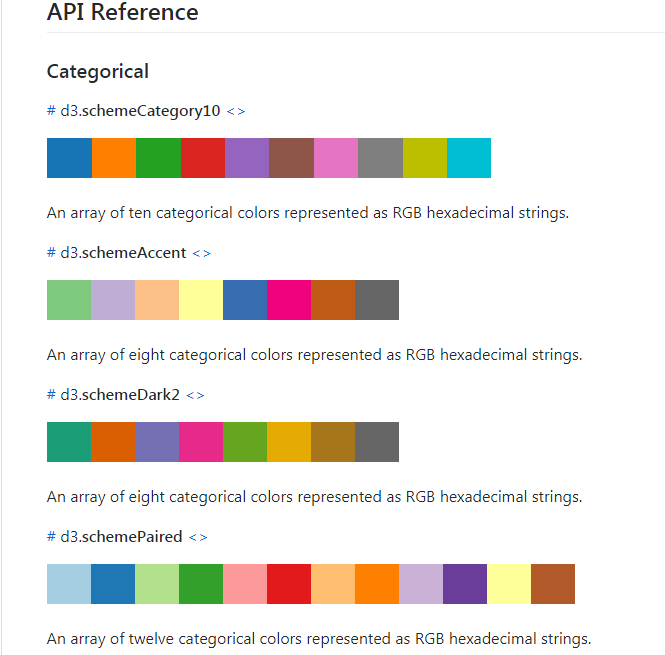 API Reference
Categorical
# d3.schemeCategory10 <>
An array of ten categorical colors represented as RGB hexadecimal strings.
# d3.schemeAccent <>
An array of eight categorical colors represented as RGB hexadecimal strings.
# d3.schemeDark2 <>
An array of eight categorical colors represented as RGB hexadecimal strings.
# d3.schemePaired <>
An array of twelve categorical colors represented as RGB hexadecimal strings.